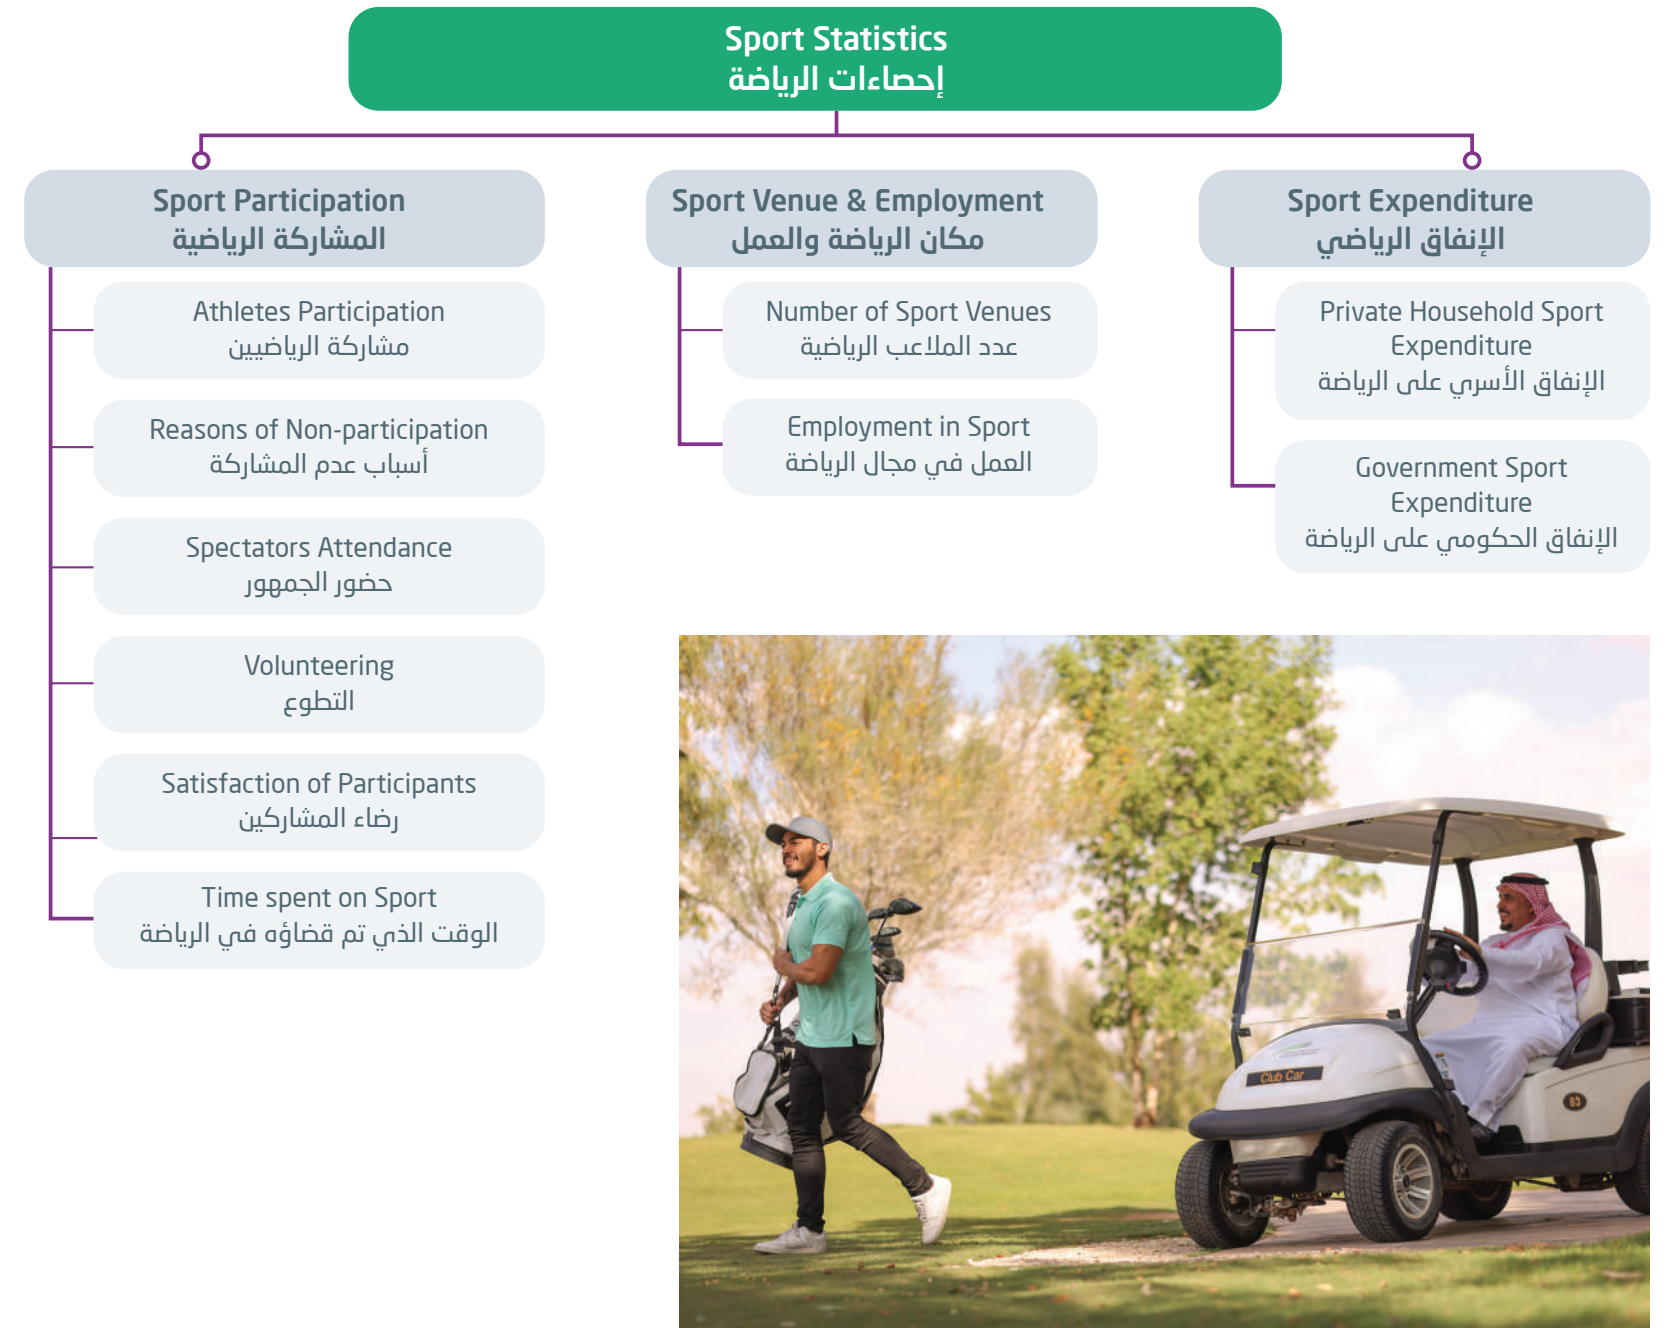 Sport Statistics
إحصاءات الرياضة
Sport Participation
المشاركة الرياضية
Athletes Participation
مشاركة الرياضيين
Reasons of Non-participation
أسباب عدم المشاركة
Spectators Attendance
حضور الجمهور
Volunteering
التطوع
Satisfaction of Participants
رضاء المشاركين
Time spent on Sport
الوقت الذي تم قضاؤه في الرياضة
Sport Venue & Employment
مكان الرياضة والعمل
Number of Sport Venues
عدد الملاعب الرياضية
Employment in Sport
العمل في مجال الرياضة
Sport Expenditure
الإنفاق الرياضي
Private Household Sport
Expenditure
الإنفاق الأسري على الرياضة
Government Sport
Expenditure
الإنفاق الحكومي على الرياضة
Club Car
83